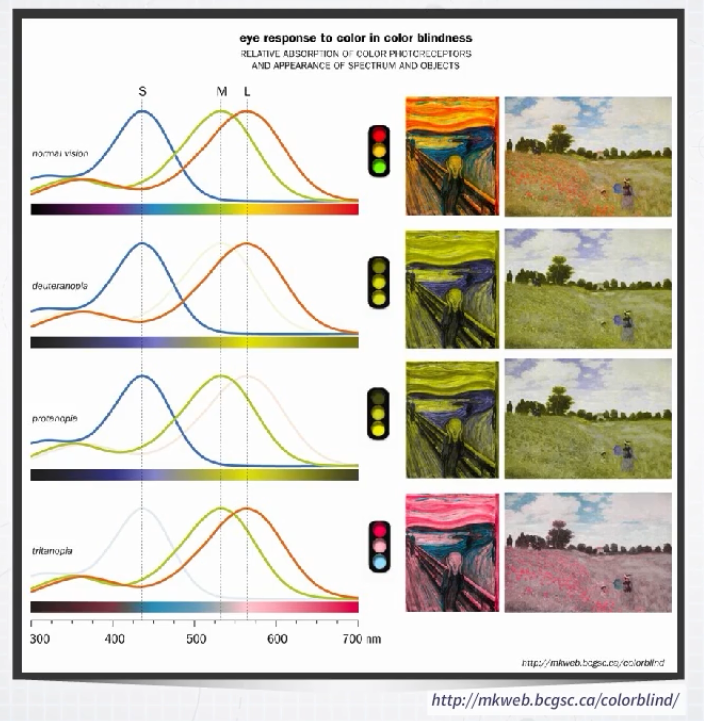 eye response to color in color blindness
RELATIVE ABSORPTION OF COLOR PHOTORECEPTORS
AND APPEARANCE OF SPECTRUM AND OBJECTS
S M L
normal vision
deuteranopia
protanopia
tritanopia
300 400 500 600 700 nm
http://mkweb.bcgsc.ca/colorblind
http://mkweb.bcgsc.ca/colorblind/